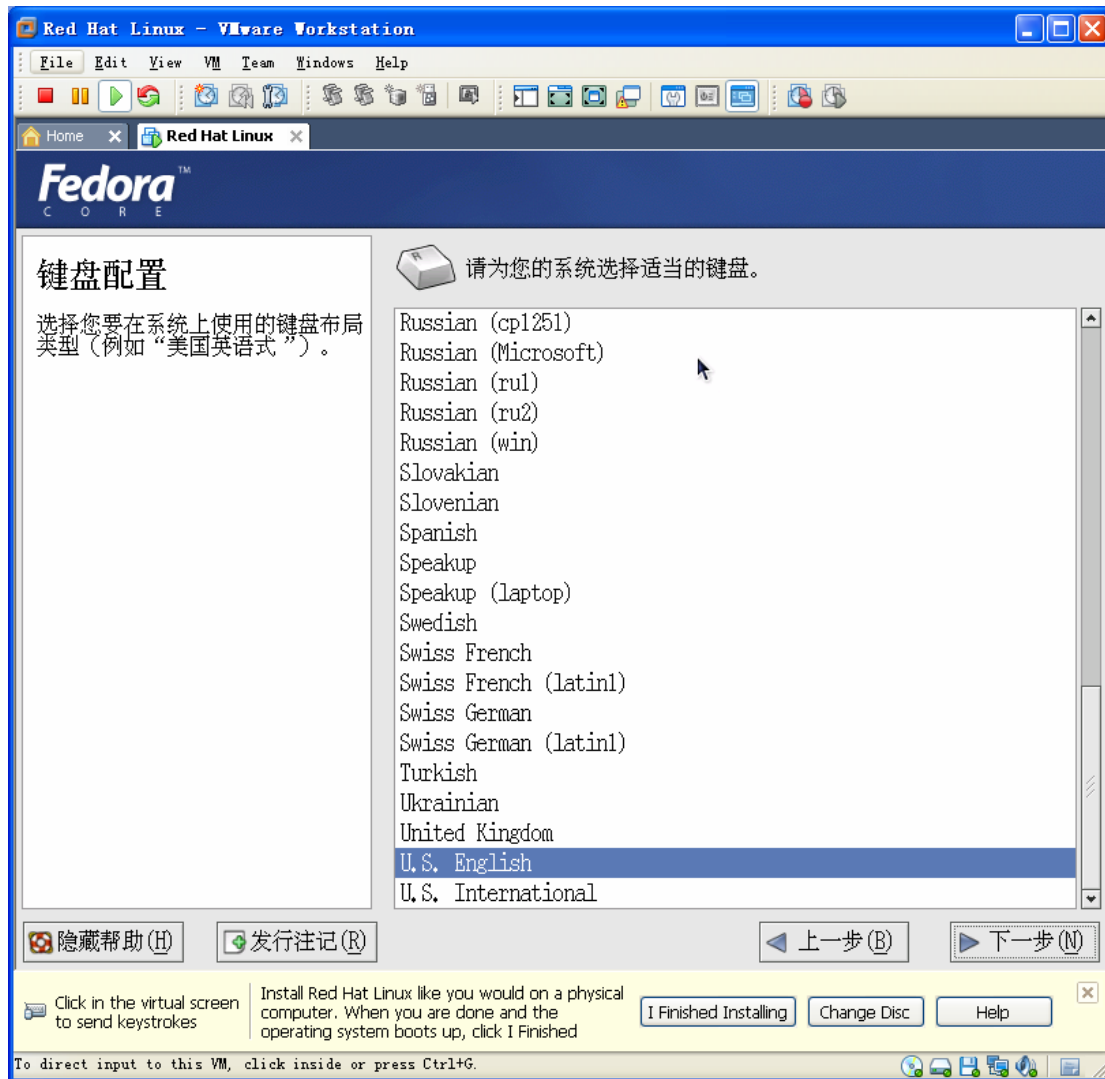 Red Hat Linux - VMware Workstation
File Edit View VM Team Windows Help
Home Red Hat Linux
Fedora™
CORE
键盘配置
选择您要在系统上使用的键盘布局
类型（例如“美国英语式”）。
请为您的系统选择适当的键盘。
Russian (cp1251)
Russian (Microsoft)
Russian (ru1)
Russian (ru2)
Russian (win)
Slovakian
Slovenian
Spanish
Speakup
Speakup (laptop)
Swedish
Swiss French
Swiss French (latin1)
Swiss German
Swiss German (latin1)
Turkish
Ukrainian
United Kingdom
U.S. English
U.S. International
隐藏帮助(H) 发行注记(R) 上一步(B) 下一步(N)
Click in the virtual screen
to send keystrokes
Install Red Hat Linux like you would on a physical
computer. When you are done and the
operating system boots up, click I Finished
I Finished Installing Change Disc Help
To direct input to this VM, click inside or press Ctrl+G.